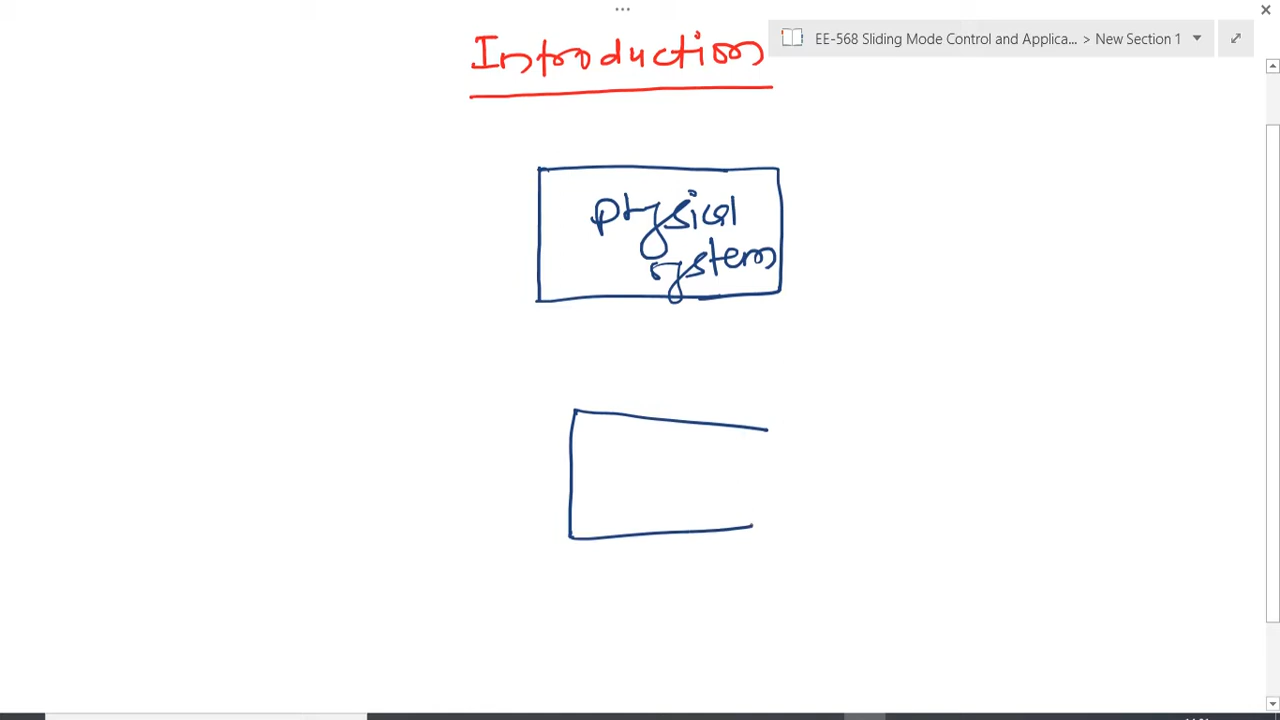 EE-568 Sliding Mode Control and Applica... > New Section 1
Introduction
physical
system